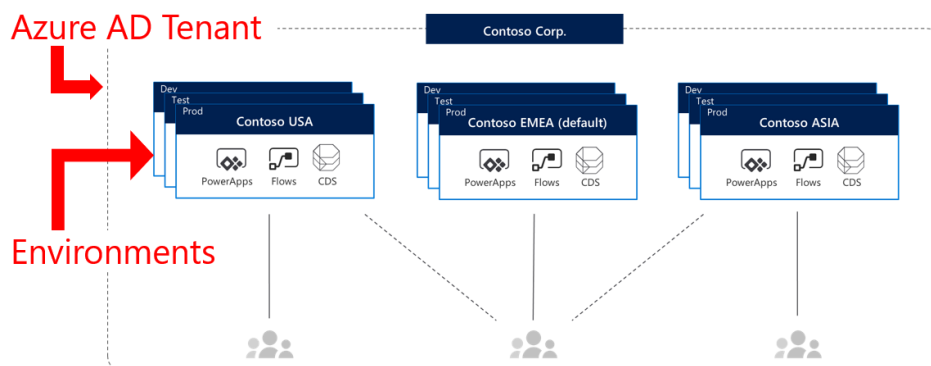 Azure AD Tenant
Contoso Corp.
Dev
Test
Prod
Contoso USA
PowerApps
Flows
CDS
Dev
Test
Prod
Contoso EMEA (default)
PowerApps
Flows
CDS
Dev
Test
Prod
Contoso ASIA
PowerApps
Flows
CDS
Environments